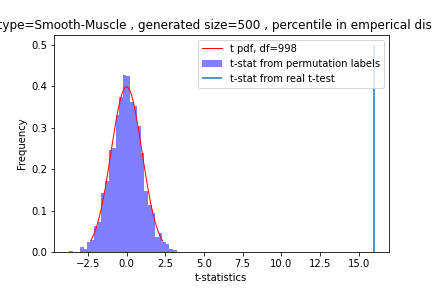 type=Smooth-Muscle , generated size=500 , percentile in emperical dis
t pdf, df=998
t-stat from permutation labels
t-stat from real t-test
Frequency
0.5
0.4
0.3
0.2
0.1
0.0
−2.5 0.0 2.5 5.0 7.5 10.0 12.5 15.0
t-statistics